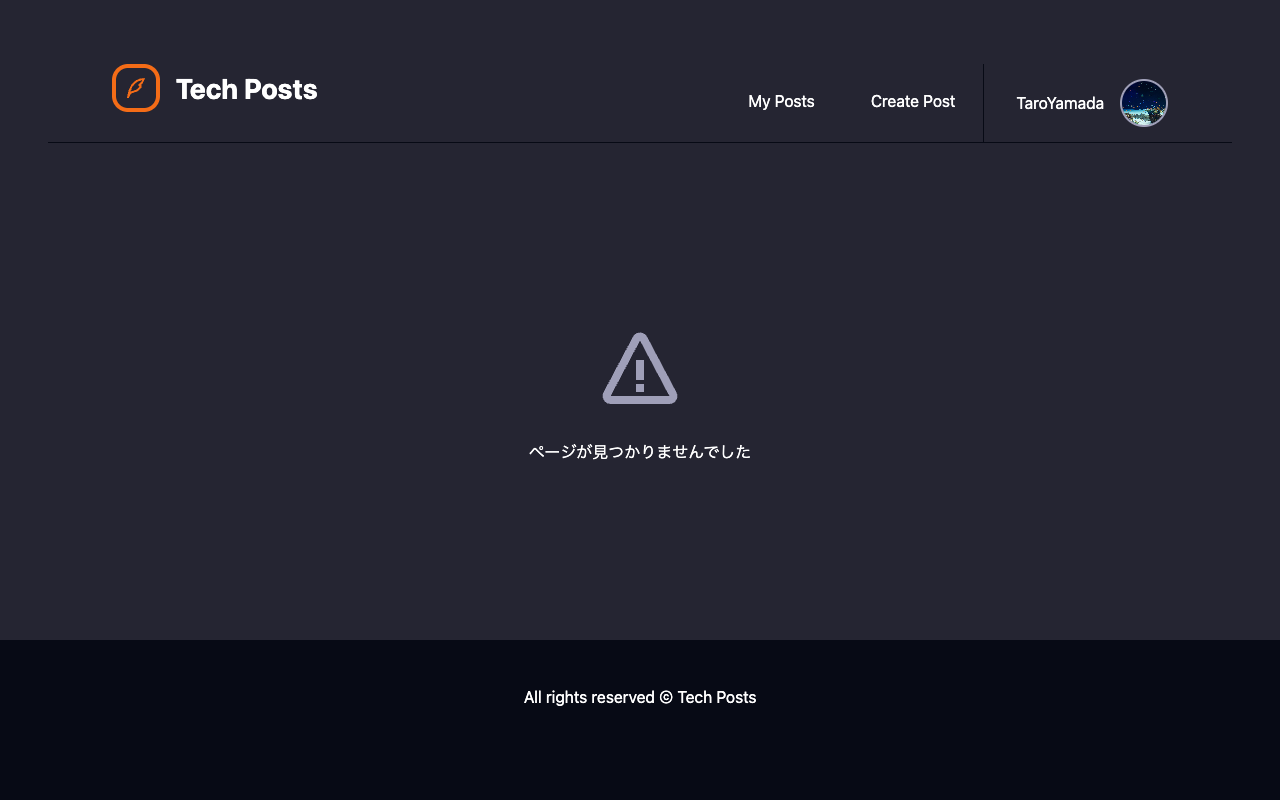 Tech Posts
My Posts
Create Post
TaroYamada
ページが見つかりませんでした
All rights reserved © Tech Posts